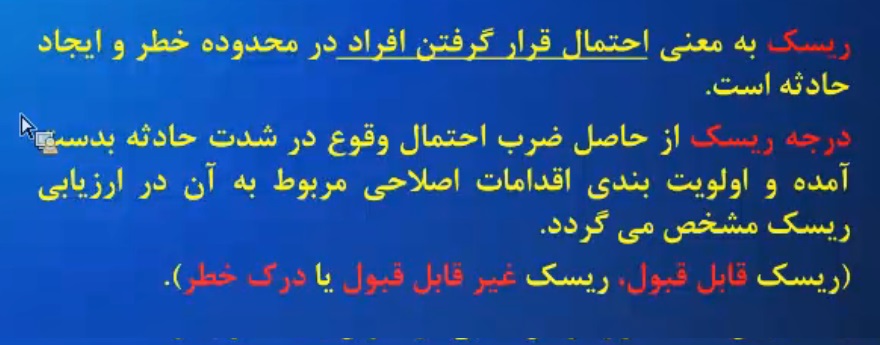 ریسک به معنی احتمال قرار گرفتن افراد در محدوده خطر و ایجاد
حادثه است.
درجه ریسک از حاصل ضرب احتمال وقوع در شدت حادثه بدست
آمده و اولویت بندی اقدامات اصلاحی مربوط به آن در ارزیابی
ریسک مشخص می گردد.
(ریسک قابل قبول، ریسک غیر قابل قبول یا درک خطر).